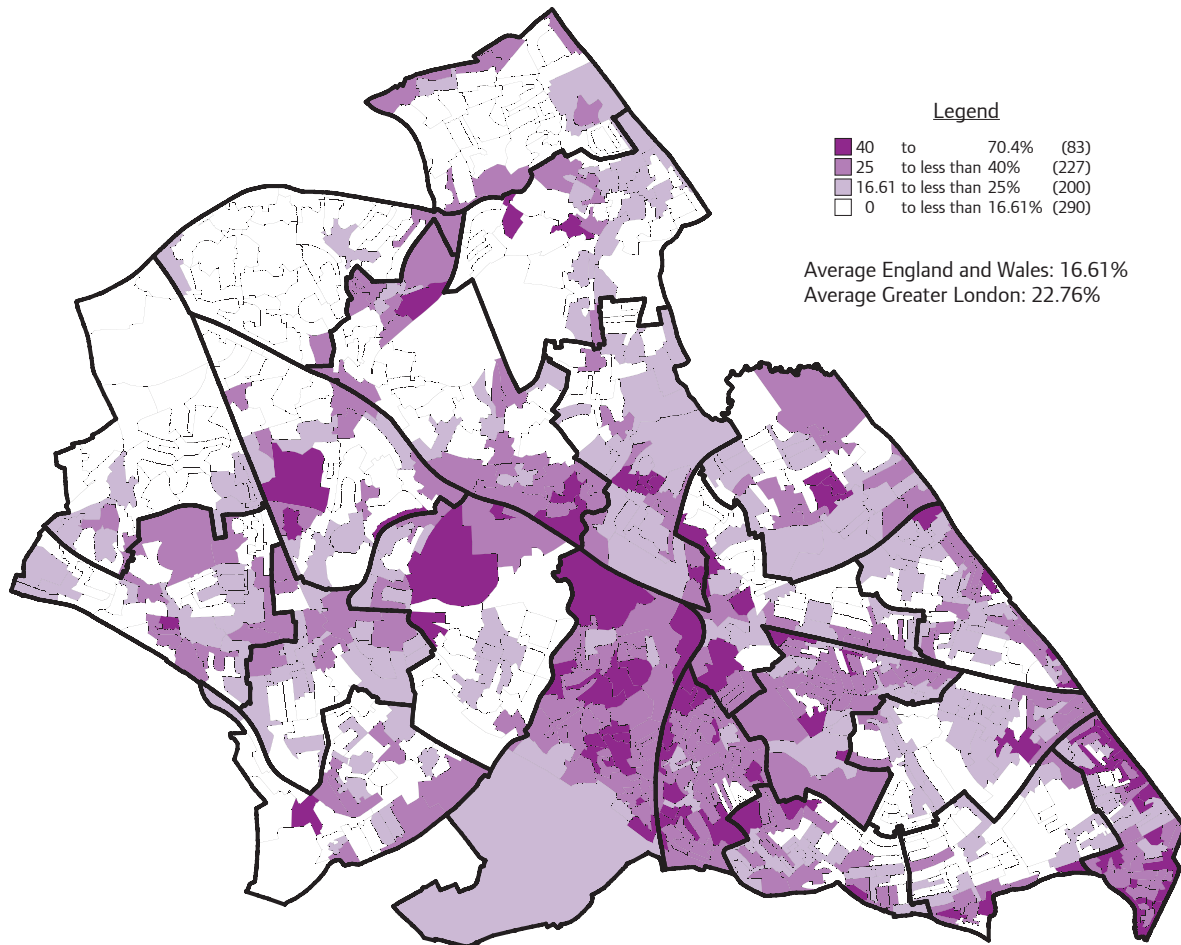 Legend
40 to 70.4% (83)
25 to less than 40% (227)
16.61 to less than 25% (200)
0 to less than 16.61% (290)
Average England and Wales: 16.61%
Average Greater London: 22.76%